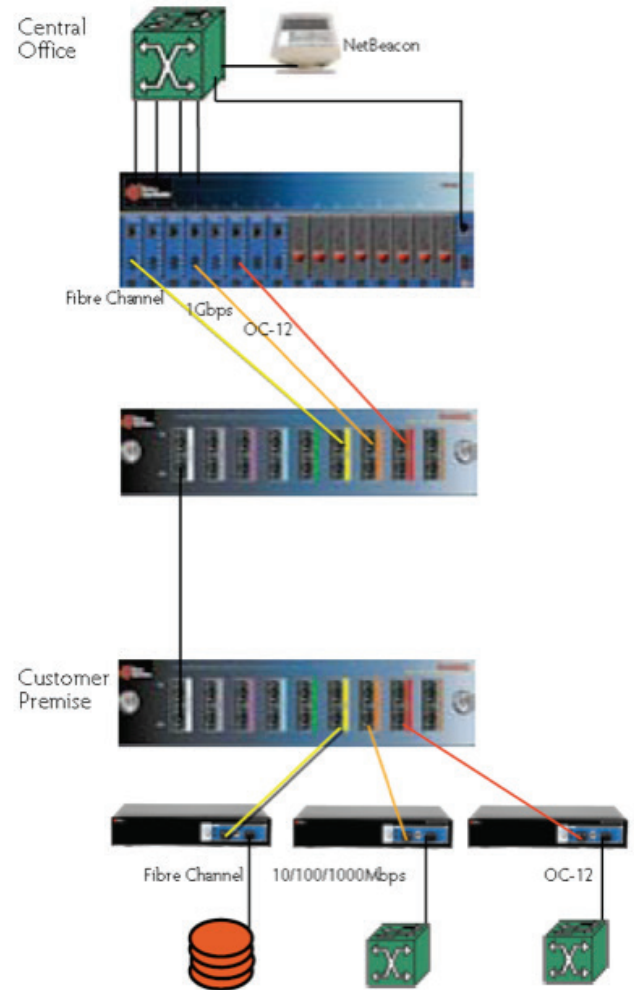 Central
Office
NetBeacon
Fibre Channel
1Gbps
OC-12
Customer
Premise
Fibre Channel
10/100/1000Mbps
OC-12